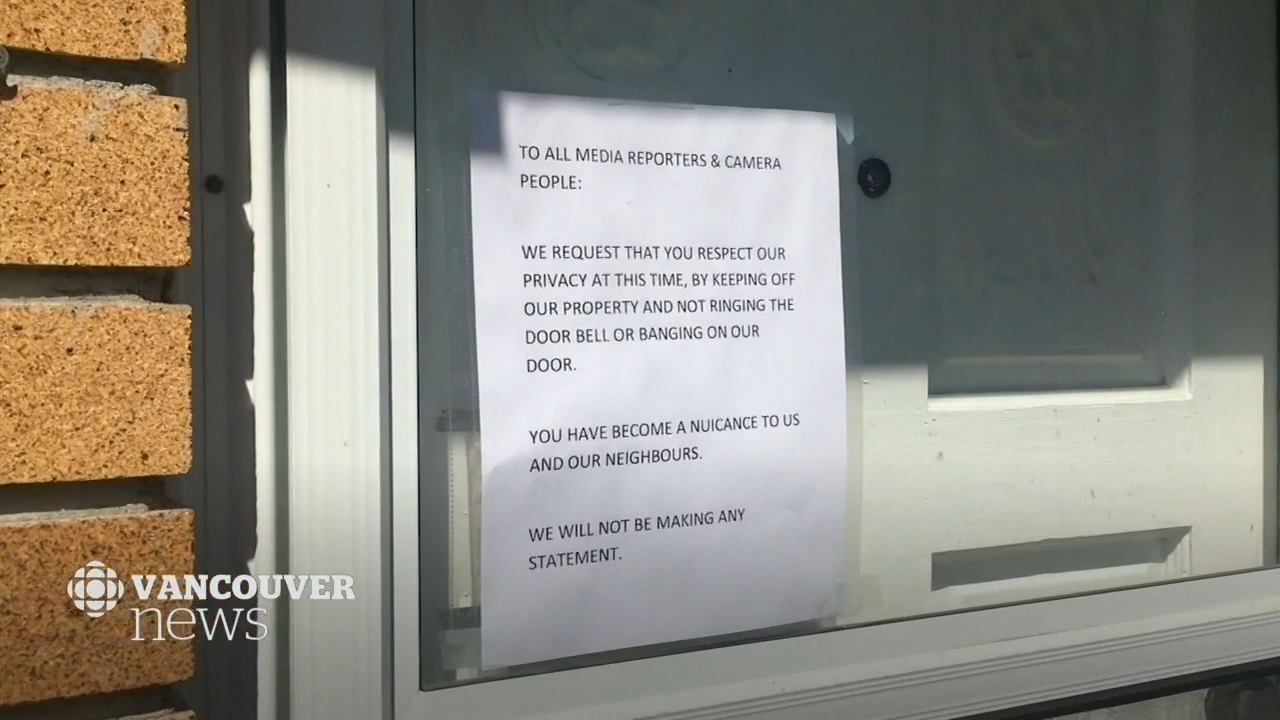 TO ALL MEDIA REPORTERS & CAMERA
PEOPLE:
WE REQUEST THAT YOU RESPECT OUR
PRIVACY AT THIS TIME, BY KEEPING OFF
OUR PROPERTY AND NOT RINGING THE
DOOR BELL OR BANGING ON OUR
DOOR.
YOU HAVE BECOME A NUICANCE TO US
AND OUR NEIGHBOURS.
WE WILL NOT BE MAKING ANY
STATEMENT.
VANCOUVER
news